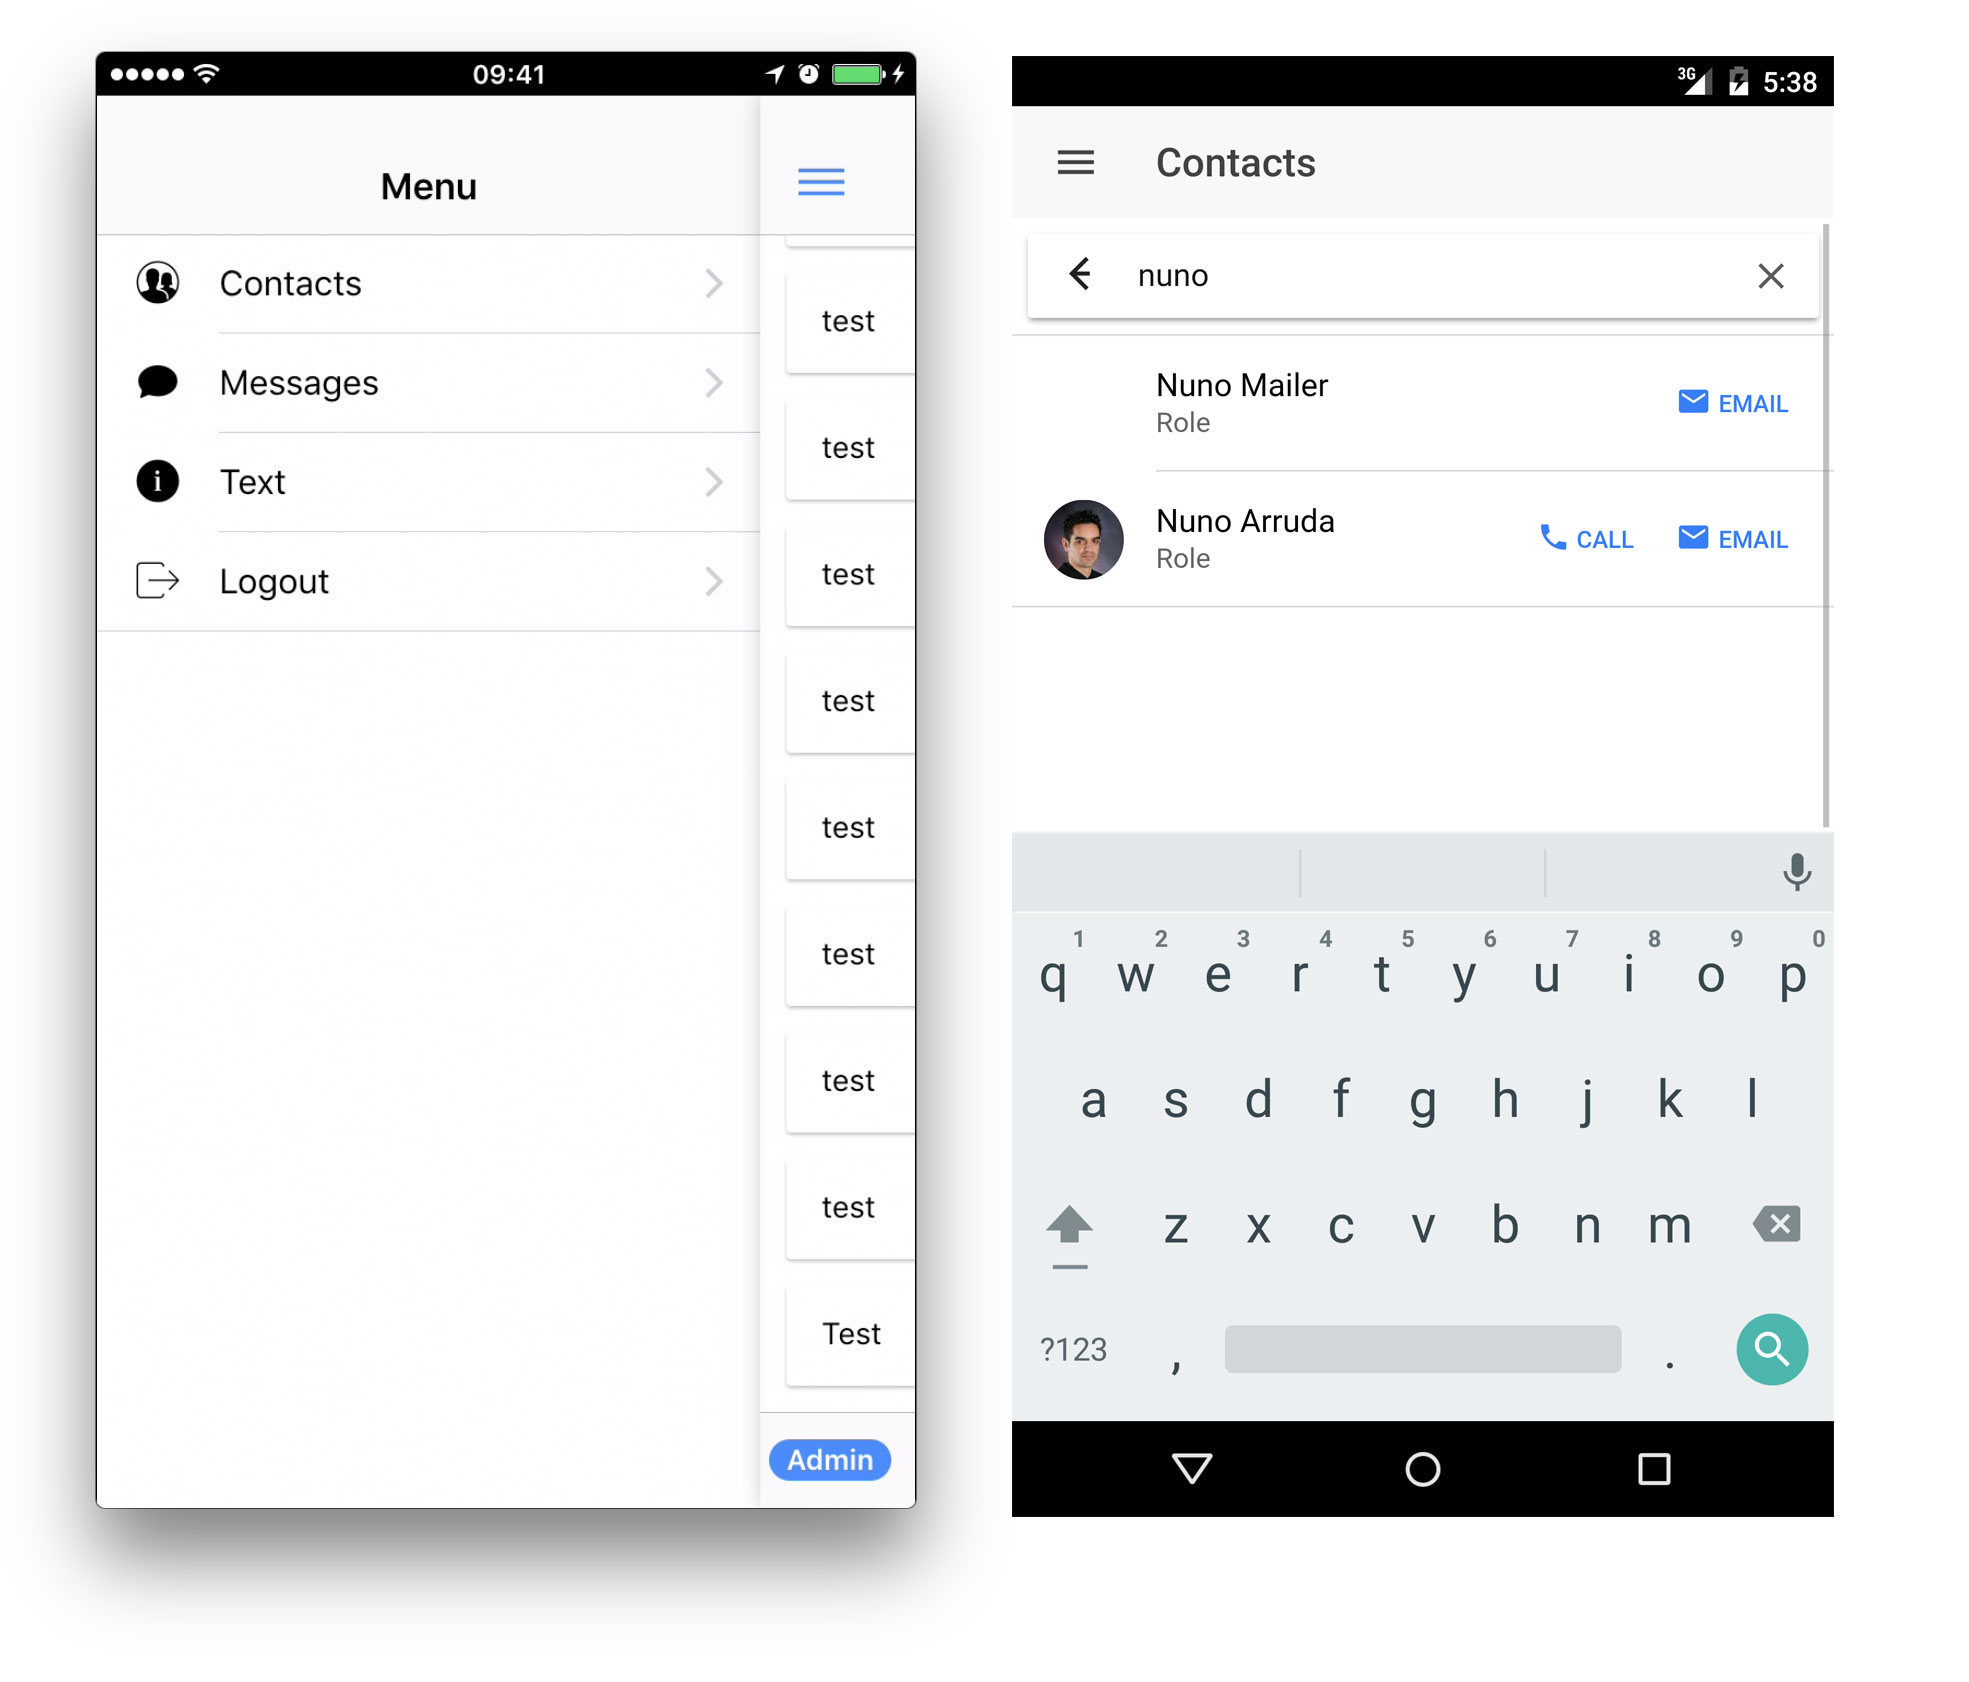 09:41
Menu
Contacts
Messages
Text
Logout
test
test
test
test
test
test
test
test
Test
Admin
3G 5:38
Contacts
nuno
Nuno Mailer
Role
EMAIL
Nuno Arruda
Role
CALL EMAIL
1 2 3 4 5 6 7 8 9 0
q w e r t y u i o p
a s d f g h j k l
z x c v b n m
?123 , .